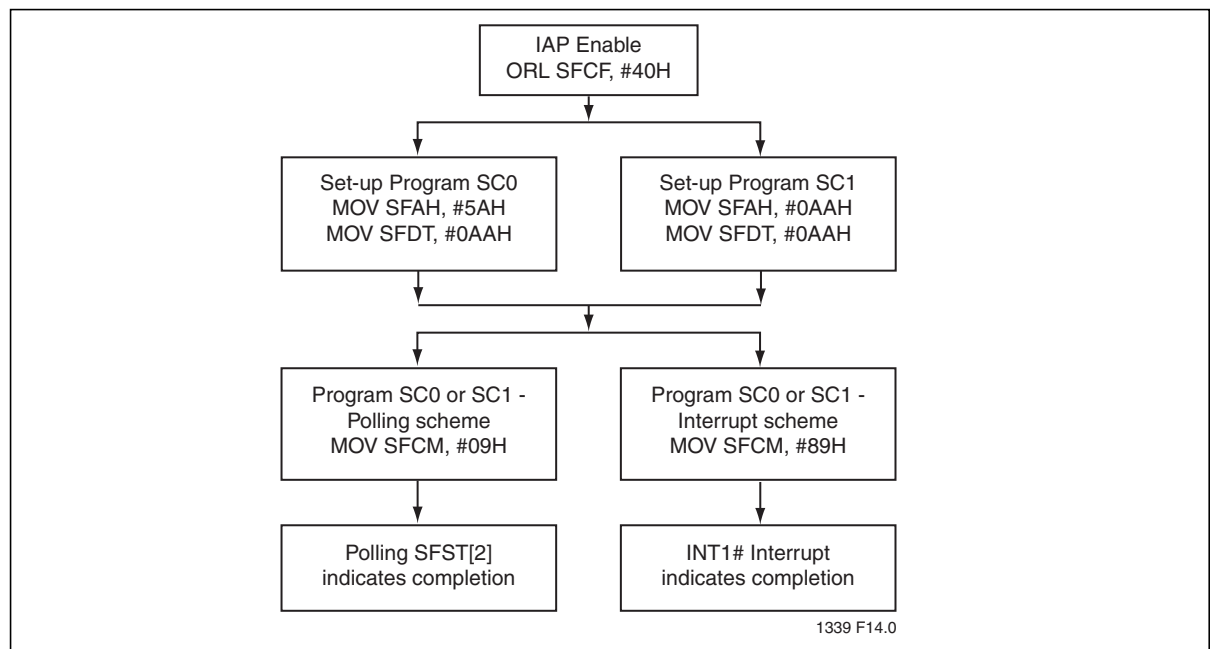 IAP Enable
ORL SFCF, #40H
Set-up Program SC0
MOV SFAH, #5AH
MOV SFDT, #0AAH
Set-up Program SC1
MOV SFAH, #0AAH
MOV SFDT, #0AAH
Program SC0 or SC1 -
Polling scheme
MOV SFCM, #09H
Program SC0 or SC1 -
Interrupt scheme
MOV SFCM, #89H
Polling SFST[2]
indicates completion
INT1# Interrupt
indicates completion
1339 F14.0